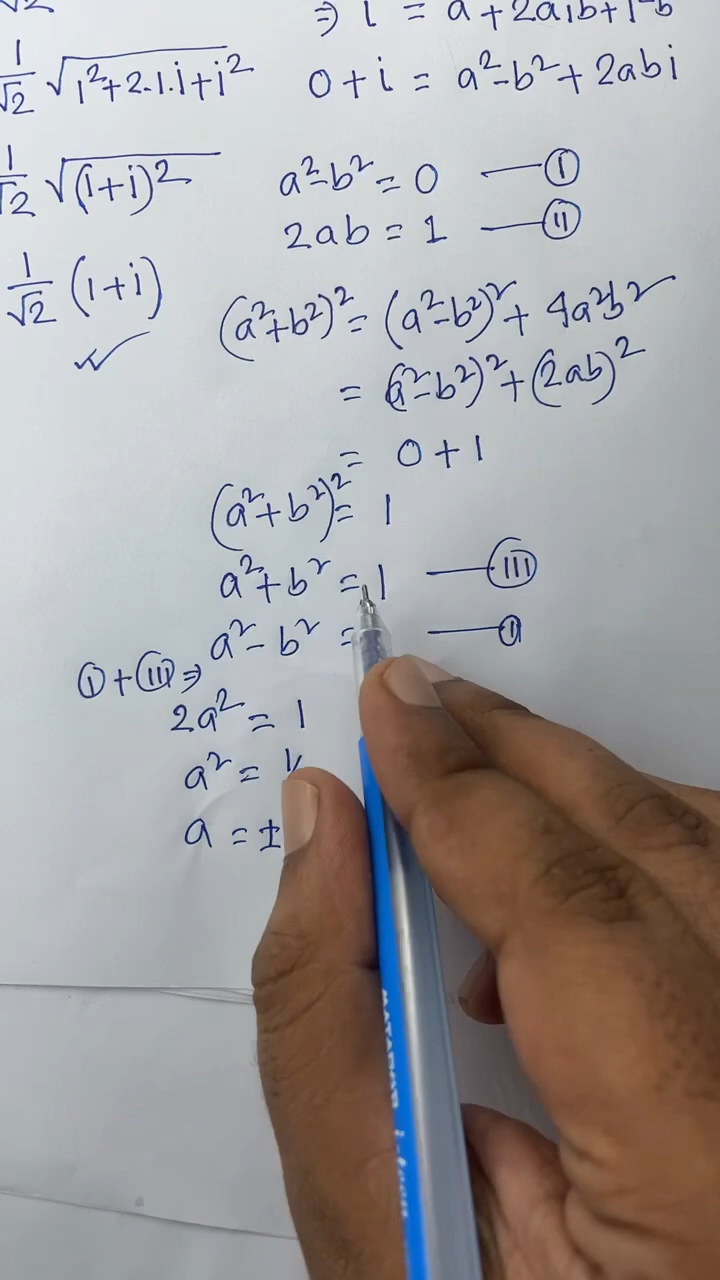 √2
⇒ i = a²+2aib+i²b
1/√2 √1²+2.1.i+i²
1/√2 √(1+i)²
1/√2 (1+i)
0+i = a²-b²+2abi
a²-b² = 0 — I
2ab = 1 — II
(a²+b²)² = (a²-b²)²+ 4a²b²
= (a²-b²)²+(2ab)²
= 0+1
(a²+b²)² = 1
a²+b² = 1 — III
a²-b² = — I
I+III ⇒
2a² = 1
a² =
a = ±